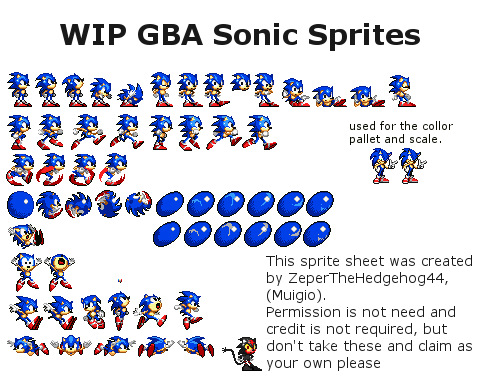 WIP GBA Sonic Sprites
used for the collor
pallet and scale.
This sprite sheet was created
by ZeperTheHedgehog44,
(Muigio).
Permission is not need and
credit is not required, but
don't take these and claim as
your own please